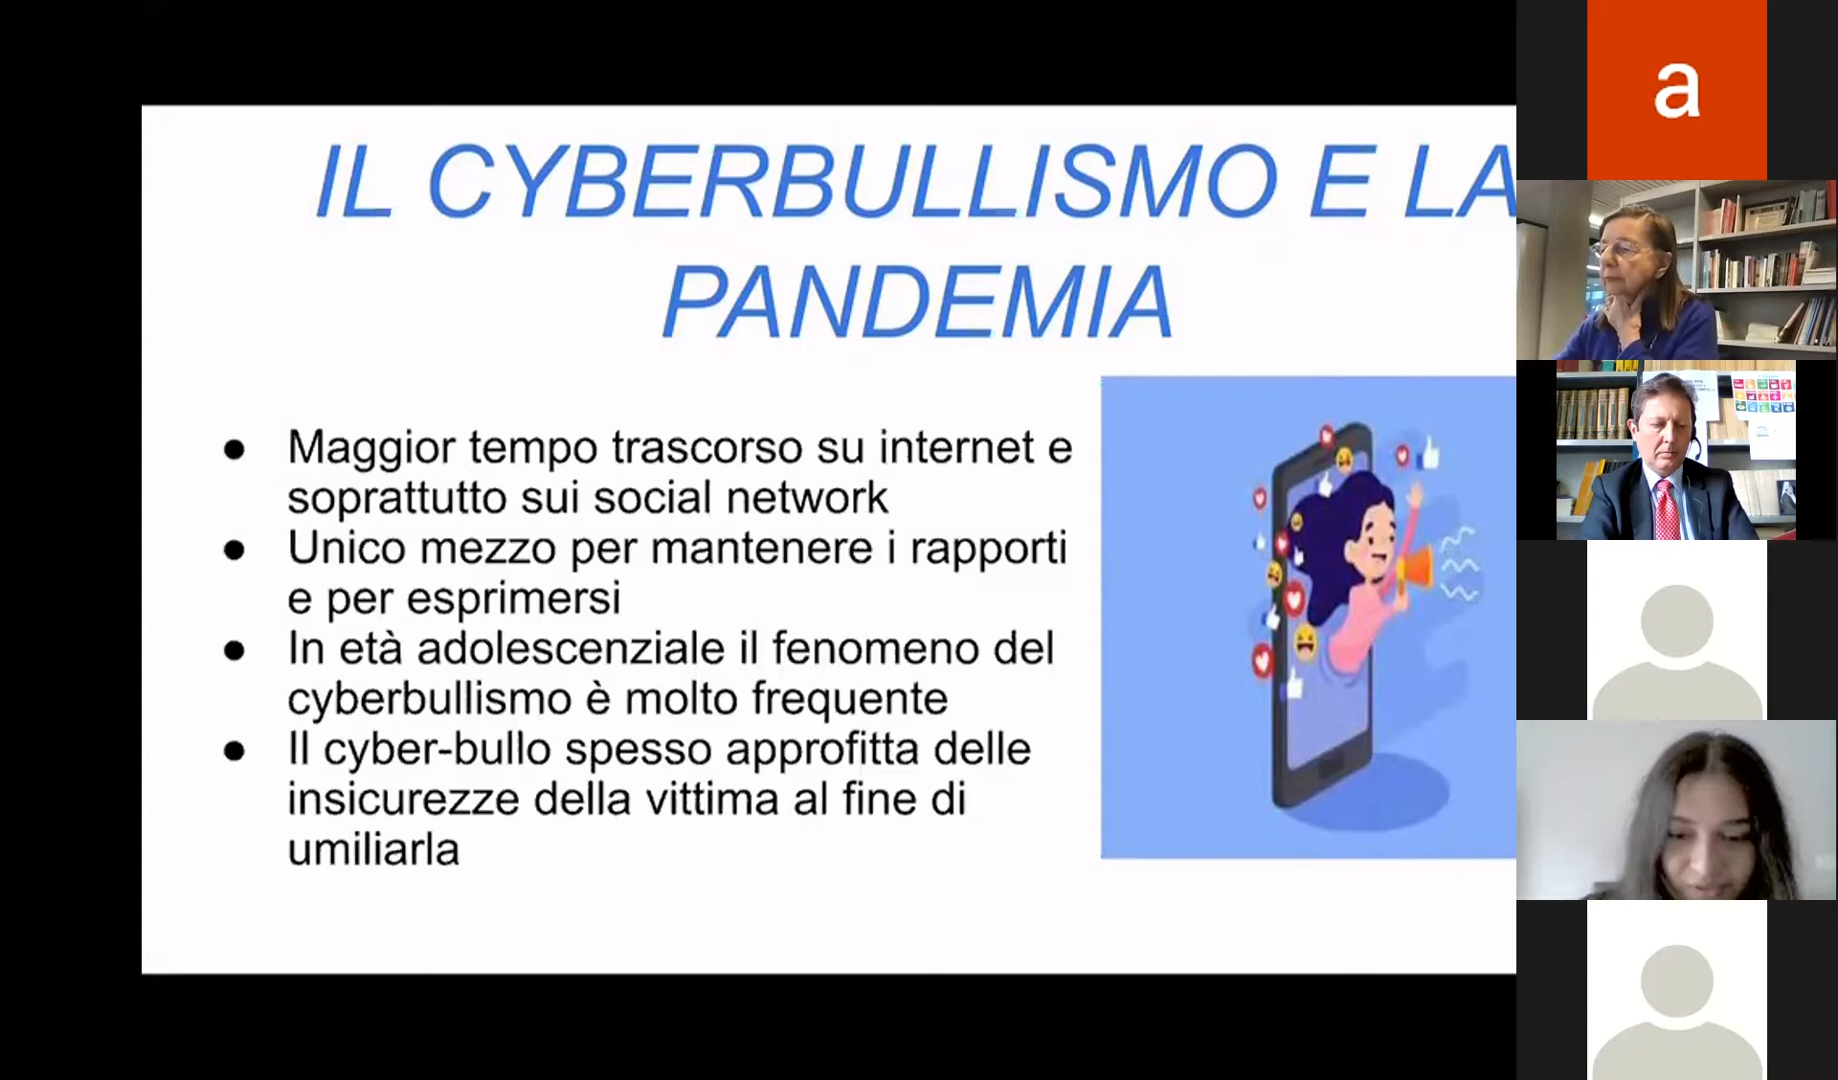 IL CYBERBULLISMO E LA
PANDEMIA
● Maggior tempo trascorso su internet e
soprattutto sui social network
● Unico mezzo per mantenere i rapporti
e per esprimersi
● In età adolescenziale il fenomeno del
cyberbullismo è molto frequente
● Il cyber-bullo spesso approfitta delle
insicurezze della vittima al fine di
umiliarla
a